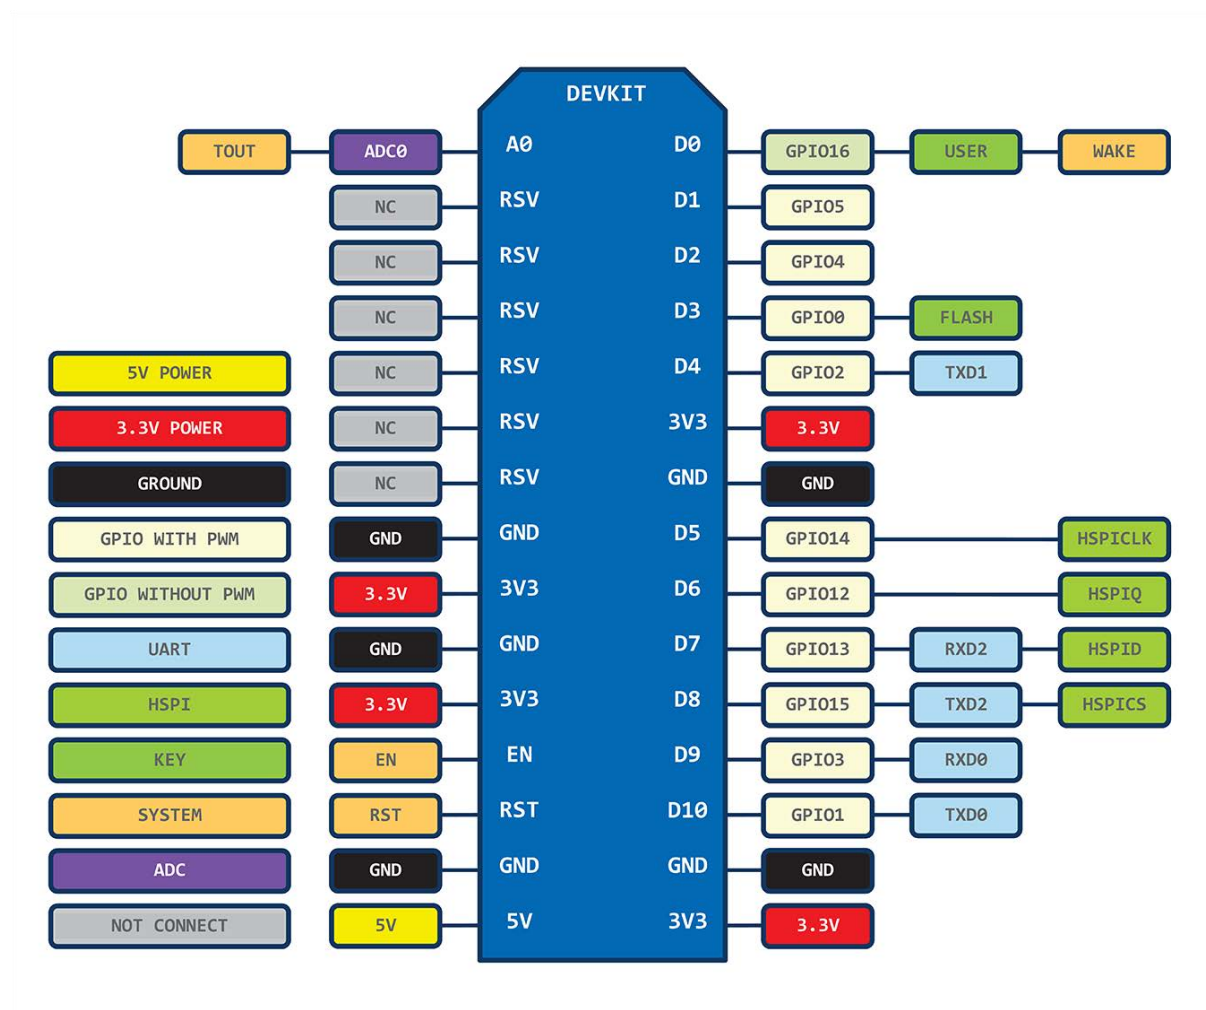 DEVKIT
TOUT ADC0 A0 D0 GPIO16 USER WAKE
NC RSV D1 GPIO5
NC RSV D2 GPIO4
NC RSV D3 GPIO0 FLASH
5V POWER NC RSV D4 GPIO2 TXD1
3.3V POWER NC RSV 3V3 3.3V
GROUND NC RSV GND GND
GPIO WITH PWM GND GND D5 GPIO14 HSPICLK
GPIO WITHOUT PWM 3.3V 3V3 D6 GPIO12 HSPIQ
UART GND GND D7 GPIO13 RXD2 HSPID
HSPI 3.3V 3V3 D8 GPIO15 TXD2 HSPICS
KEY EN EN D9 GPIO3 RXD0
SYSTEM RST RST D10 GPIO1 TXD0
ADC GND GND GND GND
NOT CONNECT 5V 5V 3V3 3.3V